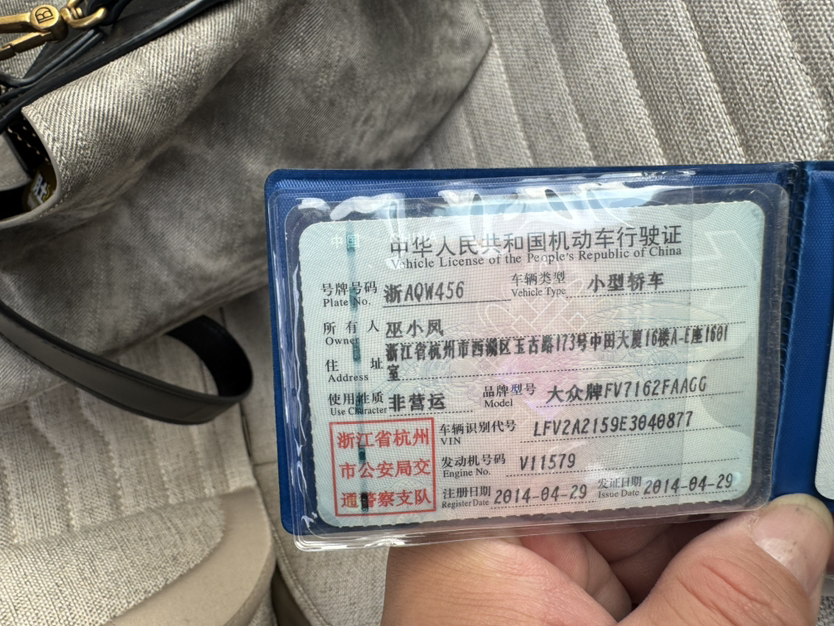 中国
中华人民共和国机动车行驶证
Vehicle License of the People's Republic of China
号牌号码 浙AQW456 车辆类型 小型轿车
Plate No. Vehicle Type
所有人 巫小凤
Owner
住址 浙江省杭州市西湖区玉古路173号中田大厦16楼A-E座1601室
Address
使用性质 非营运 品牌型号 大众牌FV7162FAAGG
Use Character Model
车辆识别代号 LFV2A2159E3040877
VIN
浙江省杭州
市公安局交
通警察支队
发动机号码 V11579
Engine No.
注册日期 2014-04-29 发证日期 2014-04-29
Register Date Issue Date